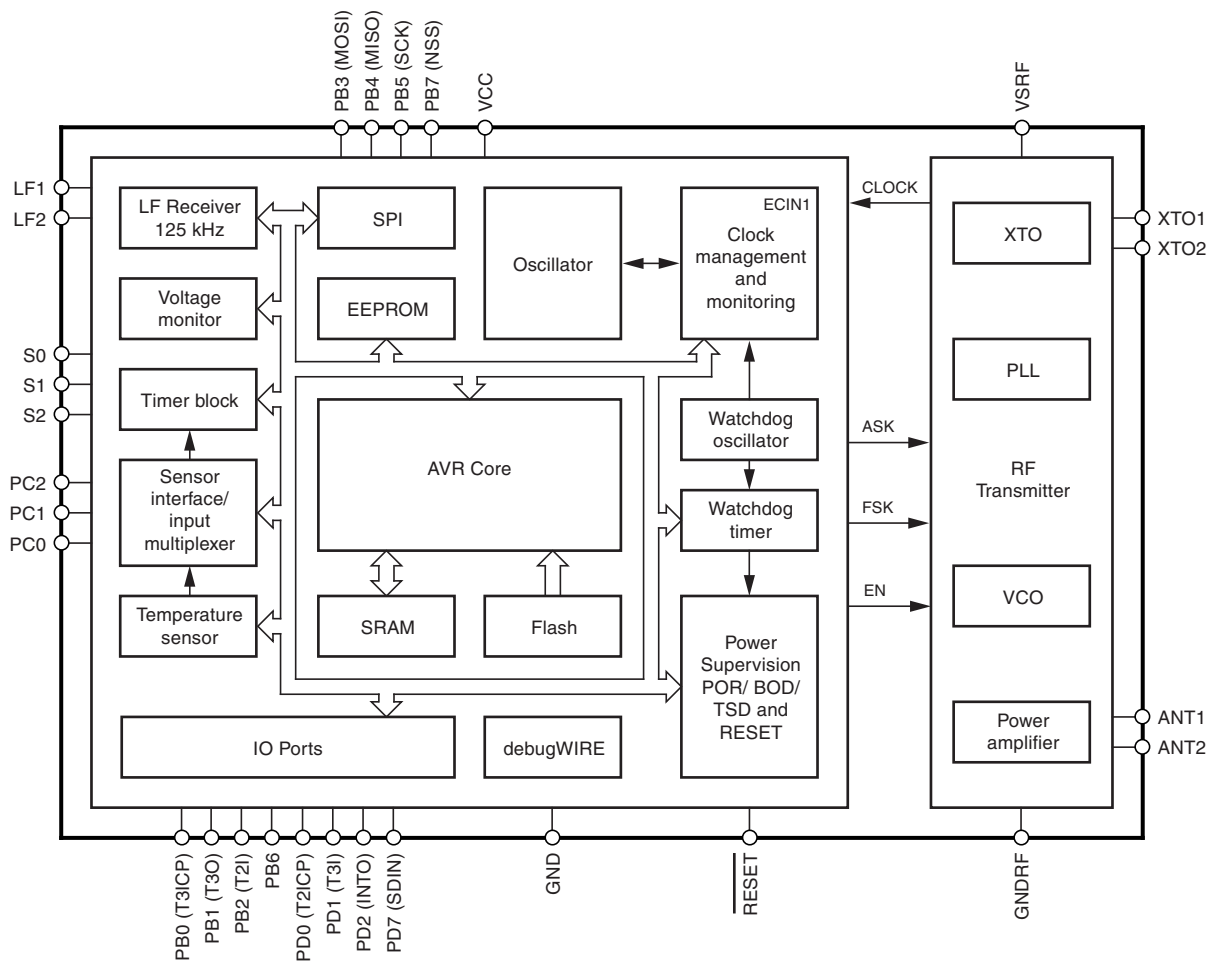 PB3 (MOSI)
PB4 (MISO)
PB5 (SCK)
PB7 (NSS)
VCC
VSRF
LF1
LF2
S0
S1
S2
PC2
PC1
PC0
LF Receiver
125 kHz
SPI
Oscillator
ECIN1
Clock
management
and
monitoring
Voltage
monitor
EEPROM
Timer block
AVR Core
Watchdog
oscillator
Sensor
interface/
input
multiplexer
Watchdog
timer
Temperature
sensor
SRAM
Flash
Power
Supervision
POR/ BOD/
TSD and
RESET
IO Ports
debugWIRE
CLOCK
ASK
FSK
EN
XTO
PLL
RF
Transmitter
VCO
Power
amplifier
XTO1
XTO2
ANT1
ANT2
PB0 (T3ICP)
PB1 (T3O)
PB2 (T2I)
PB6
PD0 (T2ICP)
PD1 (T3I)
PD2 (INTO)
PD7 (SDIN)
GND
RESET
GNDRF